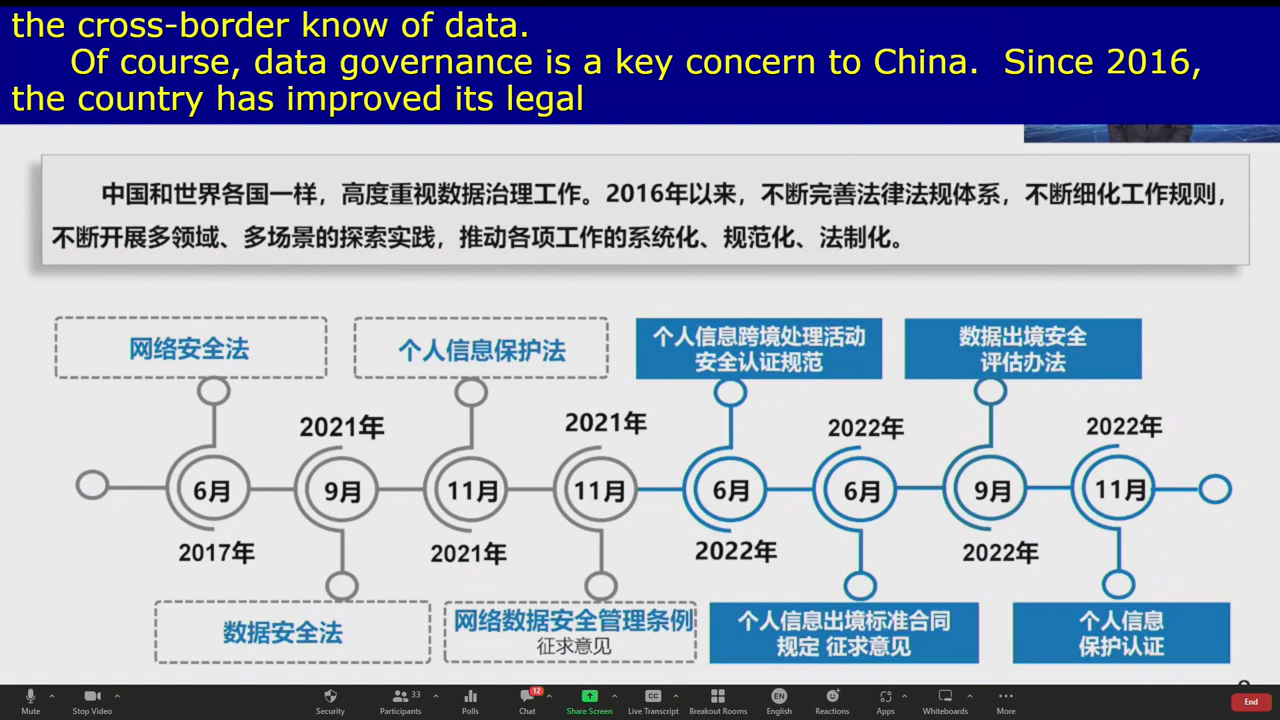 the cross-border know of data.
Of course, data governance is a key concern to China. Since 2016,
the country has improved its legal
中国和世界各国一样，高度重视数据治理工作。2016年以来，不断完善法律法规体系，不断细化工作规则，
不断开展多领域、多场景的探索实践，推动各项工作的系统化、规范化、法制化。
网络安全法
个人信息保护法
个人信息跨境处理活动
安全认证规范
数据出境安全
评估办法
2021年
2021年
2022年
2022年
6月
9月
11月
11月
6月
6月
9月
11月
2017年
2021年
2022年
2022年
数据安全法
网络数据安全管理条例
征求意见
个人信息出境标准合同
规定 征求意见
个人信息
保护认证
Mute
Stop Video
Security
Participants
33
Polls
Chat
12
Share Screen
CC
Live Transcript
Breakout Rooms
EN
English
Reactions
Apps
Whiteboards
More
End